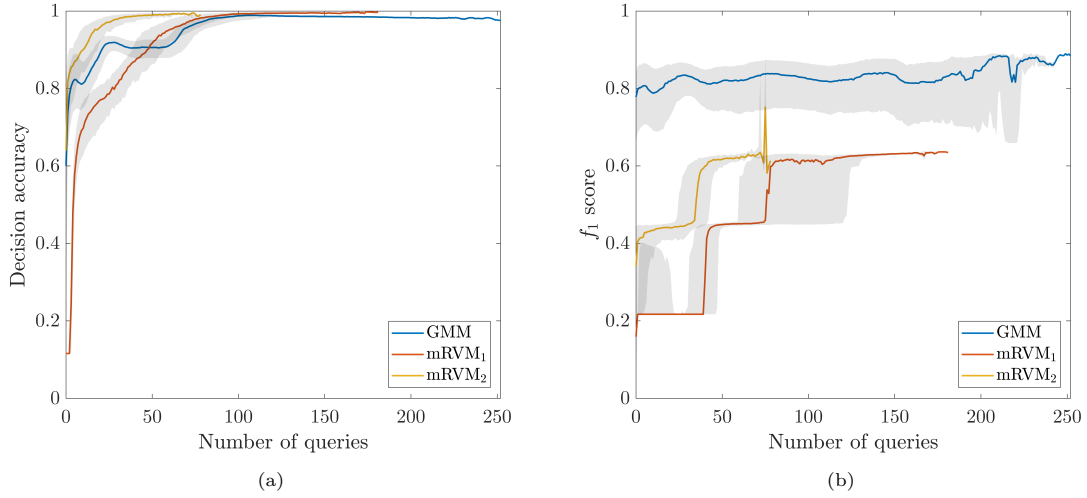 1
0.8
0.6
0.4
0.2
0
Decision accuracy
0 50 100 150 200 250
Number of queries
GMM
mRVM₁
mRVM₂
(a)
1
0.8
0.6
0.4
0.2
0
f₁ score
0 50 100 150 200 250
Number of queries
GMM
mRVM₁
mRVM₂
(b)